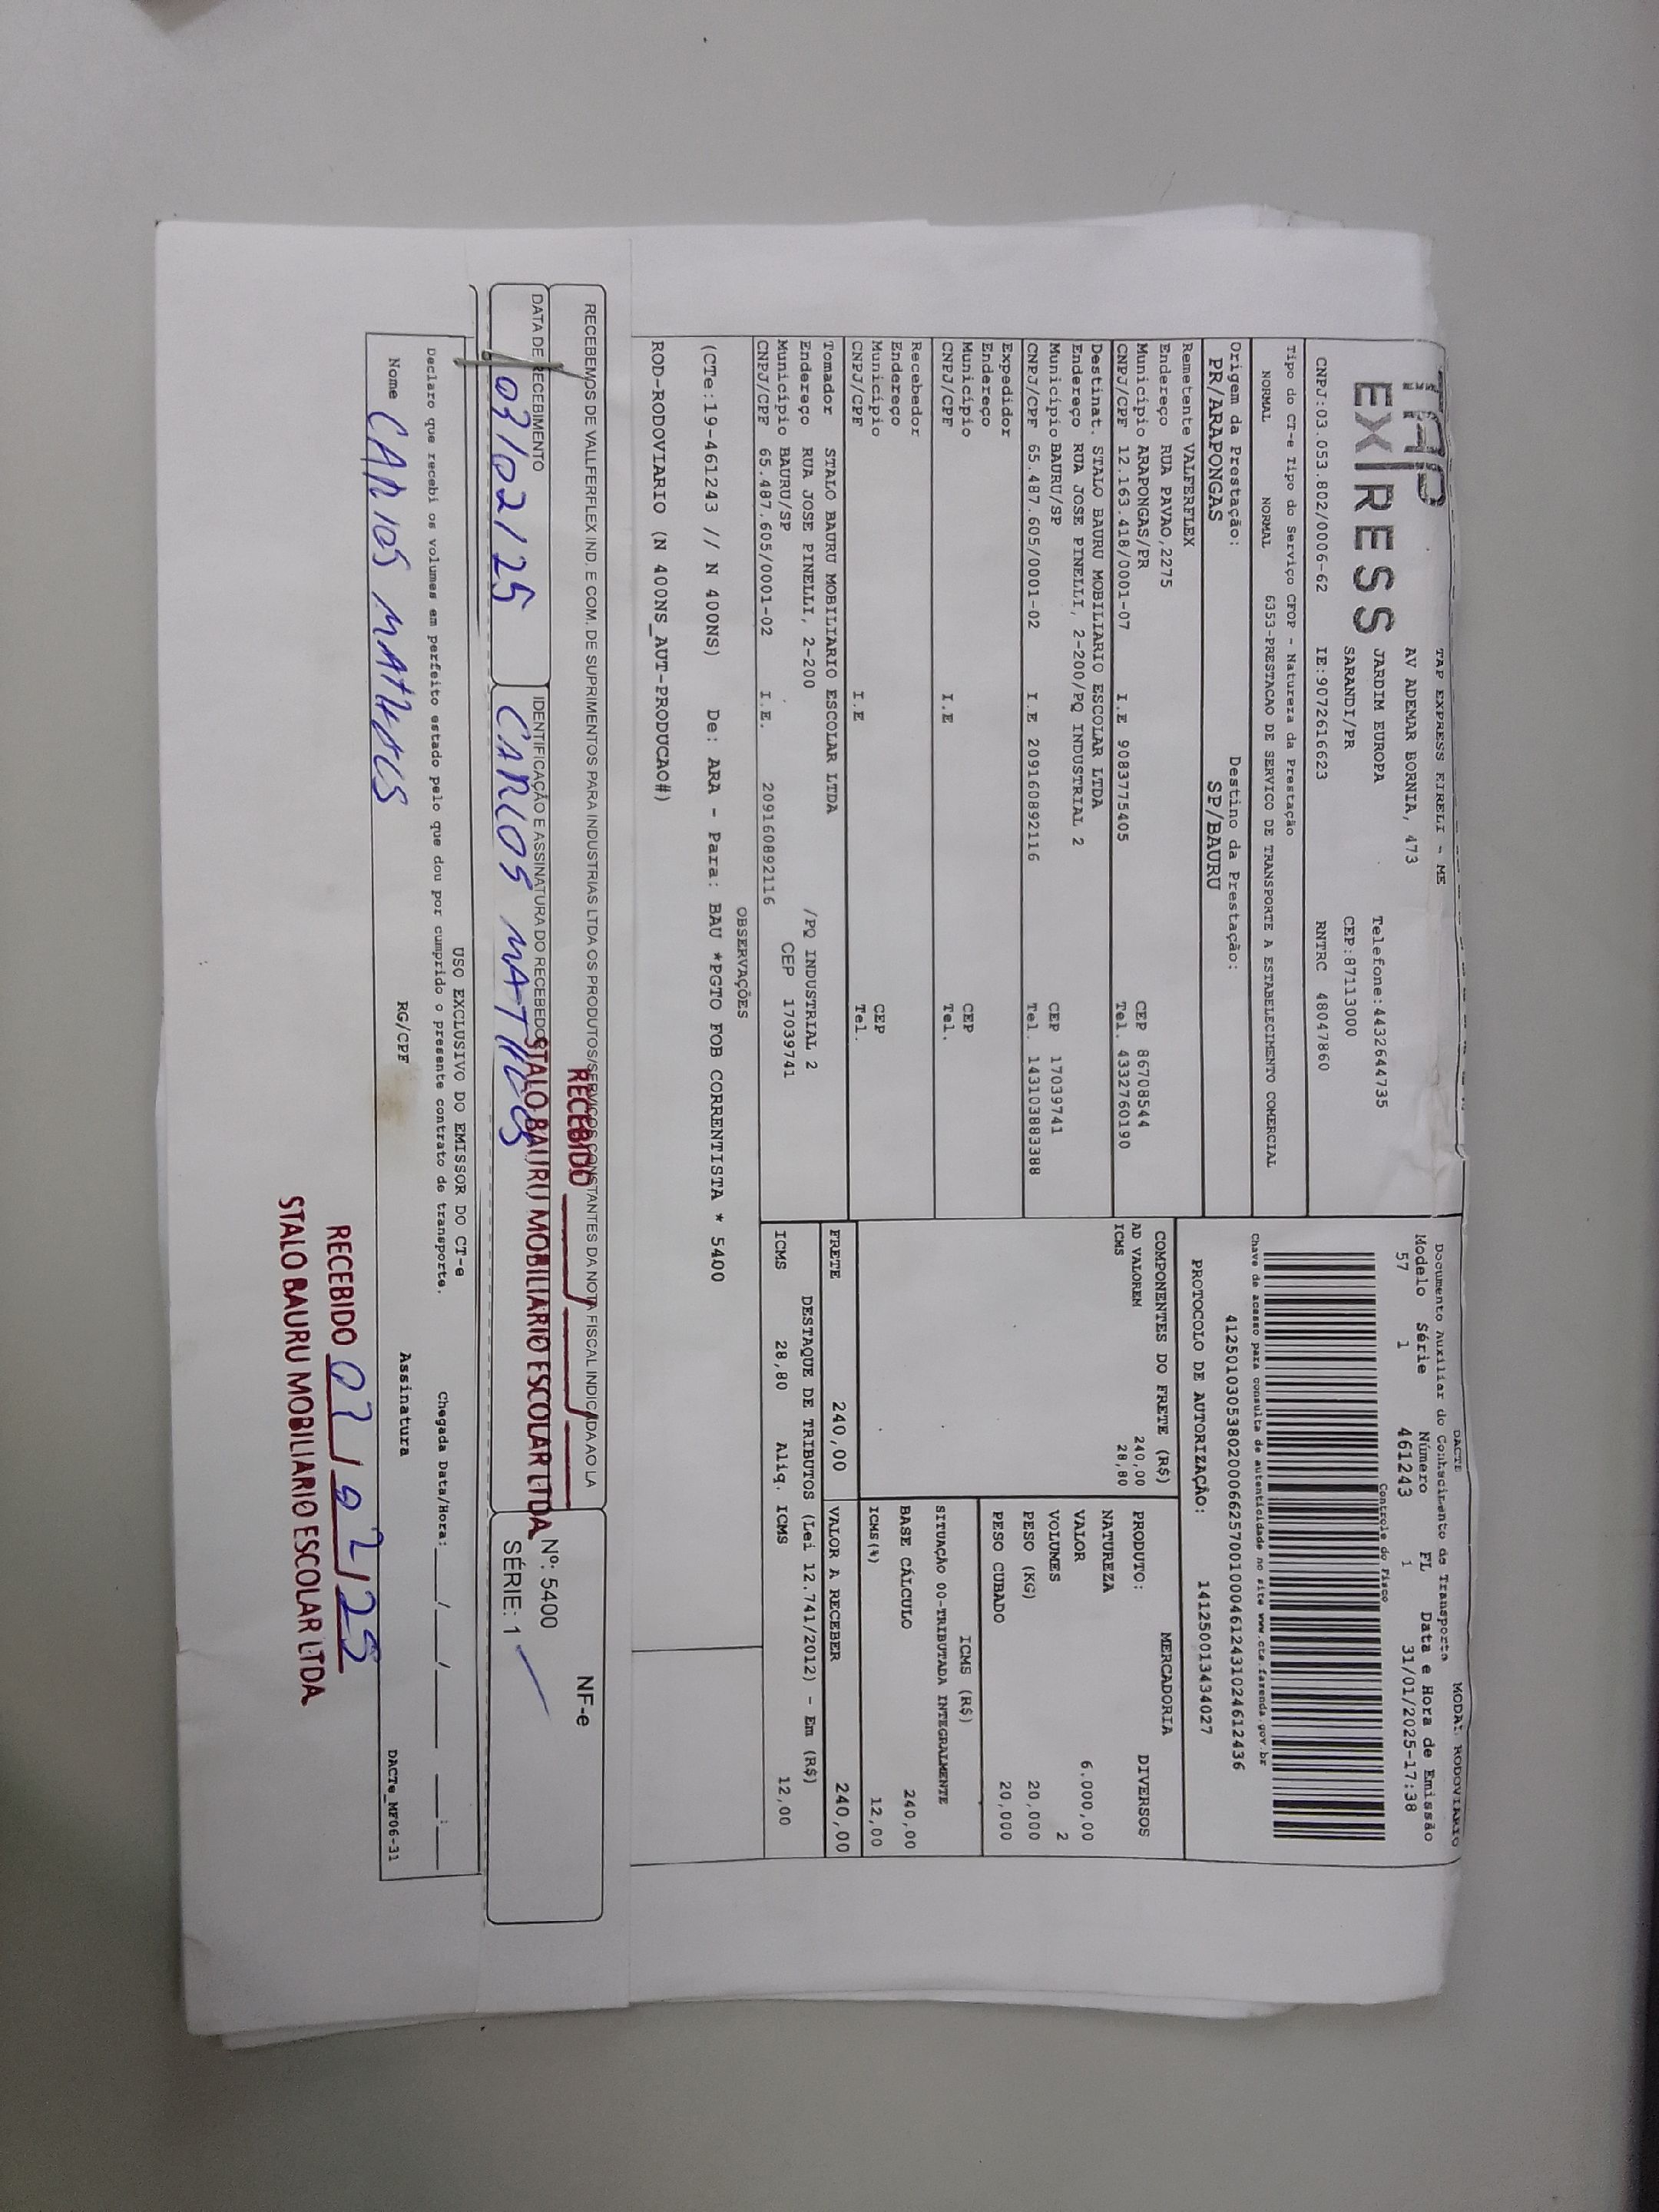 TAP EXPRESS EIRELI - ME
TAP
EX|RESS
AV ADEMAR BORNIA, 473
JARDIM EUROPA Telefone:4432644735
SARANDI/PR CEP:87113000
CNPJ:03.053.802/0006-62 IE:9072616623 RNTRC 48047860
Tipo do CT-e Tipo do Serviço CFOP - Natureza da Prestação
NORMAL NORMAL 6353-PRESTACAO DE SERVICO DE TRANSPORTE A ESTABELECIMENTO COMERCIAL
Origem da Prestação: Destino da Prestação:
PR/ARAPONGAS SP/BAURU
DACTE MODAL RODOVIARIO
Documento Auxiliar do Conhecimento de Transporte
Modelo Série Número FL Data e Hora de Emissão
57 1 461243 1 31/01/2025-17:38
Controle do Fisco
Chave de acesso para consulta de autenticidade no site www.cte.fazenda.gov.br
41250103053802000662570010004612431024612436
PROTOCOLO DE AUTORIZAÇÃO: 141250013434027
Remetente VALFERFLEX
Endereço RUA PAVAO,2275
Município ARAPONGAS/PR CEP 86708544
CNPJ/CPF 12.163.418/0001-07 I.E 9083775405 Tel. 4332760190
Destinat. STALO BAURU MOBILIARIO ESCOLAR LTDA
Endereço RUA JOSE PINELLI, 2-200/PQ INDUSTRIAL 2
Município BAURU/SP CEP 17039741
CNPJ/CPF 65.487.605/0001-02 I.E 209160892116 Tel. 143103883388
Expedidor
Endereço
Município CEP
CNPJ/CPF I.E Tel.
Recebedor
Endereço
Município CEP
CNPJ/CPF I.E Tel.
Tomador STALO BAURU MOBILIARIO ESCOLAR LTDA
Endereço RUA JOSE PINELLI, 2-200 /PQ INDUSTRIAL 2
Município BAURU/SP CEP 17039741
CNPJ/CPF 65.487.605/0001-02 I.E. 209160892116
COMPONENTES DO FRETE (R$)
AD VALOREM 240,00
ICMS 28,80
MERCADORIA
PRODUTO: DIVERSOS
NATUREZA
VALOR 6.000,00
VOLUMES 2
PESO (KG) 20,000
PESO CUBADO 20,000
ICMS (R$)
SITUAÇÃO 00-TRIBUTADA INTEGRALMENTE
BASE CÁLCULO 240,00
ICMS(%) 12,00
FRETE 240,00 VALOR A RECEBER 240,00
DESTAQUE DE TRIBUTOS (Lei 12.741/2012) - Em (R$)
ICMS 28,80 Aliq. ICMS 12,00
OBSERVAÇÕES
(CTe:19-461243 // N 400NS) De: ARA - Para: BAU *PGTO FOB CORRENTISTA * 5400
ROD-RODOVIARIO (N 400NS_AUT-PRODUCAO#)
RECEBEMOS DE VALLFERFLEX IND. E COM. DE SUPRIMENTOS PARA INDUSTRIAS LTDA OS PRODUTOS/SERVIÇOS CONSTANTES DA NOTA FISCAL INDICADA AO LA
NF-e
RECEBIDO ___/___/___
STALO BAURU MOBILIARIO ESCOLAR LTDA
DATA DE RECEBIMENTO IDENTIFICAÇÃO E ASSINATURA DO RECEBEDO
03/02/25 CARLOS MATHEUS
Nº: 5400
SÉRIE: 1
USO EXCLUSIVO DO EMISSOR DO CT-e
Declaro que recebi os volumes em perfeito estado pelo que dou por cumprido o presente contrato de transporte. Chegada Data/Hora:___/___/___ __:__
Nome CARLOS MATHEUS RG/CPF Assinatura DACTe_MF06-31
RECEBIDO 07/02/25
STALO BAURU MOBILIARIO ESCOLAR LTDA